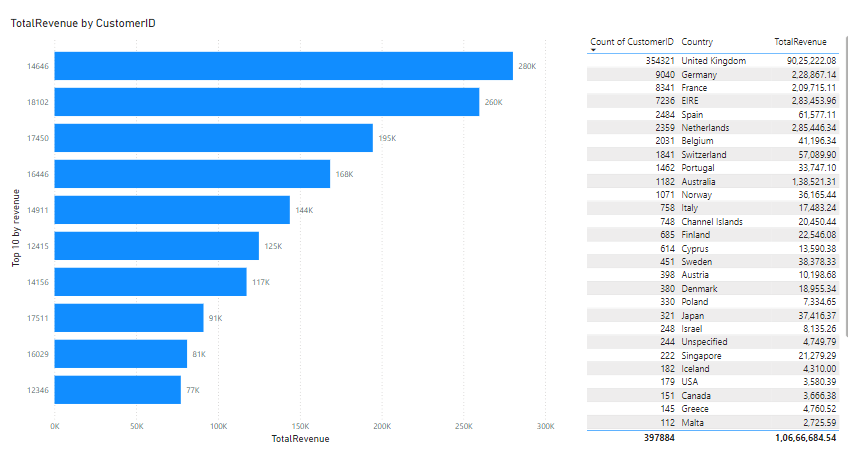 TotalRevenue by CustomerID
Top 10 by revenue
14646 280K
18102 260K
17450 195K
16446 168K
14911 144K
12415 125K
14156 117K
17511 91K
16029 81K
12346 77K
0K 50K 100K 150K 200K 250K 300K
TotalRevenue
Count of CustomerID Country TotalRevenue
354321 United Kingdom 90,25,222.08
9040 Germany 2,28,867.14
8341 France 2,09,715.11
7236 EIRE 2,83,453.96
2484 Spain 61,577.11
2359 Netherlands 2,85,446.34
2031 Belgium 41,196.34
1841 Switzerland 57,089.90
1462 Portugal 33,747.10
1182 Australia 1,38,521.31
1071 Norway 36,165.44
758 Italy 17,483.24
748 Channel Islands 20,450.44
685 Finland 22,546.08
614 Cyprus 13,590.38
451 Sweden 38,378.33
398 Austria 10,198.68
380 Denmark 18,955.34
330 Poland 7,334.65
321 Japan 37,416.37
248 Israel 8,135.26
244 Unspecified 4,749.79
222 Singapore 21,279.29
182 Iceland 4,310.00
179 USA 3,580.39
151 Canada 3,666.38
145 Greece 4,760.52
112 Malta 2,725.59
397884 1,06,66,684.54